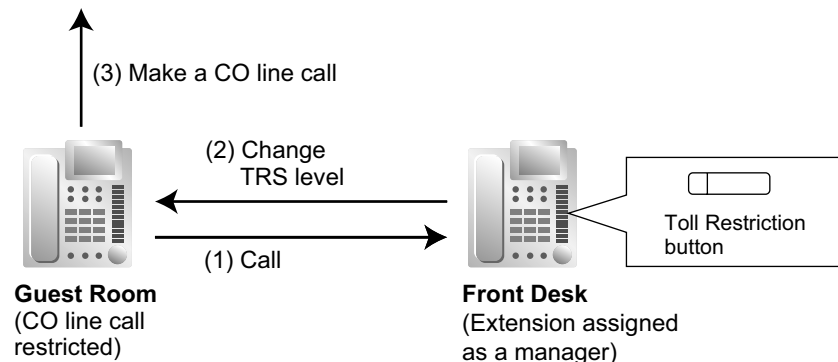 (3) Make a CO line call
(2) Change
TRS level
(1) Call
Toll Restriction
button
Guest Room
(CO line call
restricted)
Front Desk
(Extension assigned
as a manager)